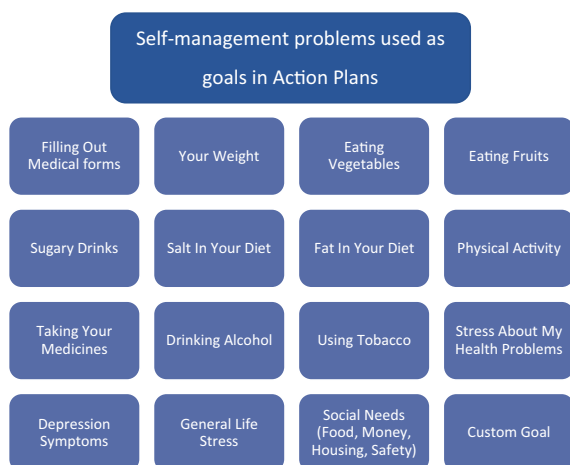 Self-management problems used as
goals in Action Plans
Filling Out
Medical forms
Your Weight
Eating
Vegetables
Eating Fruits
Sugary Drinks
Salt In Your Diet
Fat In Your Diet
Physical Activity
Taking Your
Medicines
Drinking Alcohol
Using Tobacco
Stress About My
Health Problems
Depression
Symptoms
General Life
Stress
Social Needs
(Food, Money,
Housing, Safety)
Custom Goal